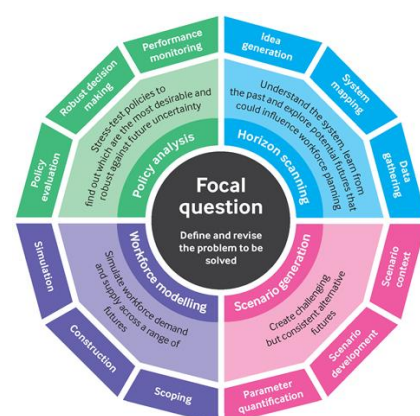 Focal
question
Define and revise
the problem to be
solved
Horizon scanning
Understand the system, learn from
the past and explore potential futures that
could influence workforce planning
Idea
generation
System
mapping
Data
gathering
Scenario generation
Create challenging
but consistent alternative
futures
Scenario
context
Scenario
development
Parameter
quantification
Workforce modelling
Simulate workforce demand
and supply across a range of
futures
Scoping
Construction
Simulation
Policy analysis
Stress-test policies to
find out which are the most desirable and
robust against future uncertainty
Policy
evaluation
Robust decision
making
Performance
monitoring